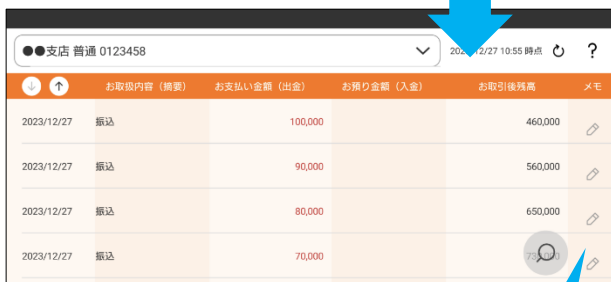 ●●支店 普通 0123458
10:55 時点 ?
お取扱内容（摘要） お支払い金額（出金） お預り金額（入金） お取引後残高 メモ
2023/12/27 振込 100,000 460,000
2023/12/27 振込 90,000 560,000
2023/12/27 振込 80,000 650,000
2023/12/27 振込 70,000